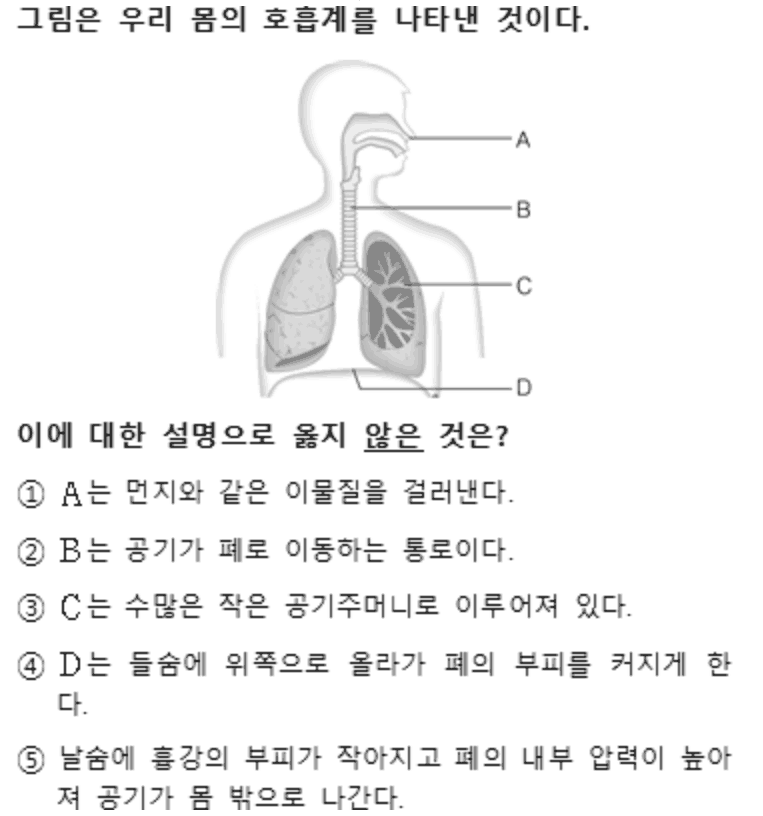 그림은 우리 몸의 호흡계를 나타낸 것이다.
A
B
C
D
이에 대한 설명으로 옳지 않은 것은?
① A는 먼지와 같은 이물질을 걸러낸다.
② B는 공기가 폐로 이동하는 통로이다.
③ C는 수많은 작은 공기주머니로 이루어져 있다.
④ D는 들숨에 위쪽으로 올라가 폐의 부피를 커지게 한
다.
⑤ 날숨에 흉강의 부피가 작아지고 폐의 내부 압력이 높아
져 공기가 몸 밖으로 나간다.